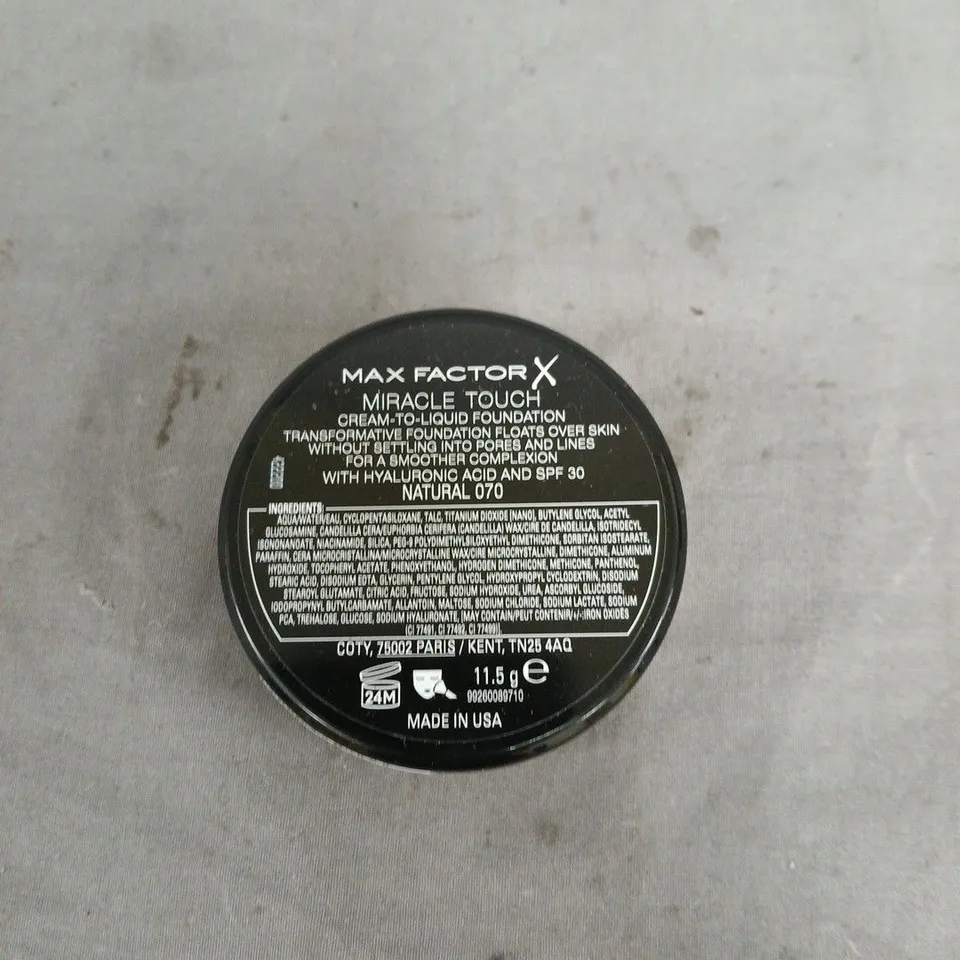 MAX FACTOR X
MIRACLE TOUCH
CREAM-TO-LIQUID FOUNDATION
TRANSFORMATIVE FOUNDATION FLOATS OVER SKIN
WITHOUT SETTLING INTO PORES AND LINES
FOR A SMOOTHER COMPLEXION
WITH HYALURONIC ACID AND SPF 30
NATURAL 070
INGREDIENTS:
AQUA/WATER/EAU, CYCLOPENTASILOXANE, TALC, TITANIUM DIOXIDE [NANO], BUTYLENE GLYCOL, ACETYL
GLUCOSAMINE, CANDELILLA CERA/EUPHORBIA CERIFERA (CANDELILLA) WAX/CIRE DE CANDELILLA, ISOTRIDECYL
ISONONANOATE, NIACINAMIDE, SILICA, PEG-9 POLYDIMETHYLSILOXYETHYL DIMETHICONE, SORBITAN ISOSTEARATE,
PARAFFIN, CERA MICROCRISTALLINA/MICROCRYSTALLINE WAX/CIRE MICROCRYSTALLINE, DIMETHICONE, ALUMINUM
HYDROXIDE, TOCOPHERYL ACETATE, PHENOXYETHANOL, HYDROGEN DIMETHICONE, METHICONE, PANTHENOL,
STEARIC ACID, DISODIUM EDTA, GLYCERIN, PENTYLENE GLYCOL, HYDROXYPROPYL CYCLODEXTRIN, DISODIUM
STEAROYL GLUTAMATE, CITRIC ACID, FRUCTOSE, SODIUM HYDROXIDE, UREA, ASCORBYL GLUCOSIDE,
IODOPROPYNYL BUTYLCARBAMATE, ALLANTOIN, MALTOSE, SODIUM CHLORIDE, SODIUM LACTATE, SODIUM
PCA, TREHALOSE, GLUCOSE, SODIUM HYALURONATE, [MAY CONTAIN/PEUT CONTENIR/+/-:IRON OXIDES
(CI 77491, CI 77492, CI 77499)].
COTY, 75002 PARIS / KENT, TN25 4AQ
24M
11.5 g e
99260089710
MADE IN USA